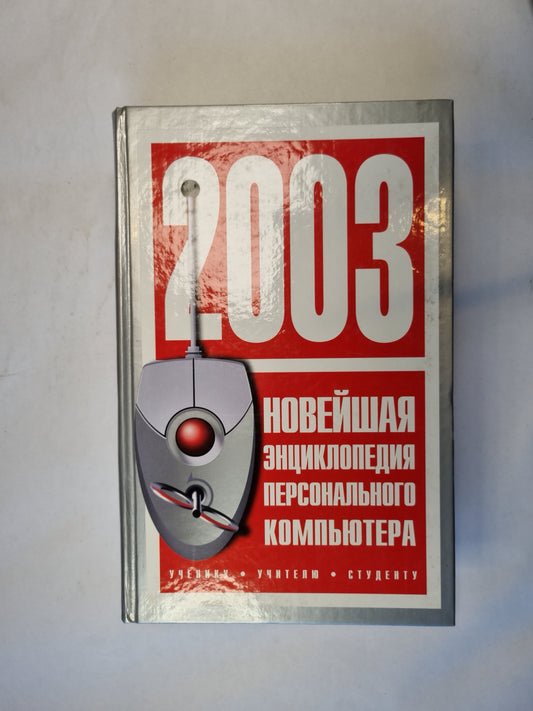 2003
НОВЕЙШАЯ
ЭНЦИКЛОПЕДИЯ
ПЕРСОНАЛЬНОГО
КОМПЬЮТЕРА
УЧЕНИКУ • УЧИТЕЛЮ • СТУДЕНТУ